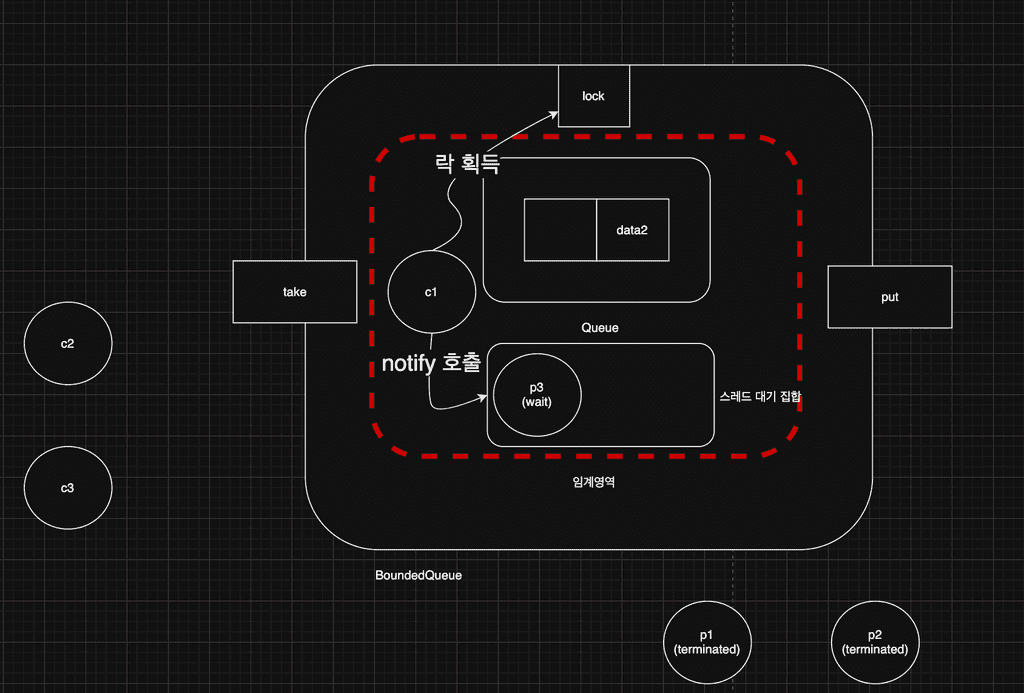 lock
락 획득
data2
take
c1
put
Queue
c2
notify 호출
p3
(wait)
스레드 대기 집합
c3
임계영역
BoundedQueue
p1
(terminated)
p2
(terminated)